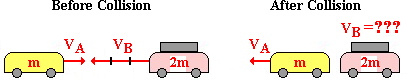 Before Collision After Collision
V_A V_B V_B=???
m 2m V_A m 2m